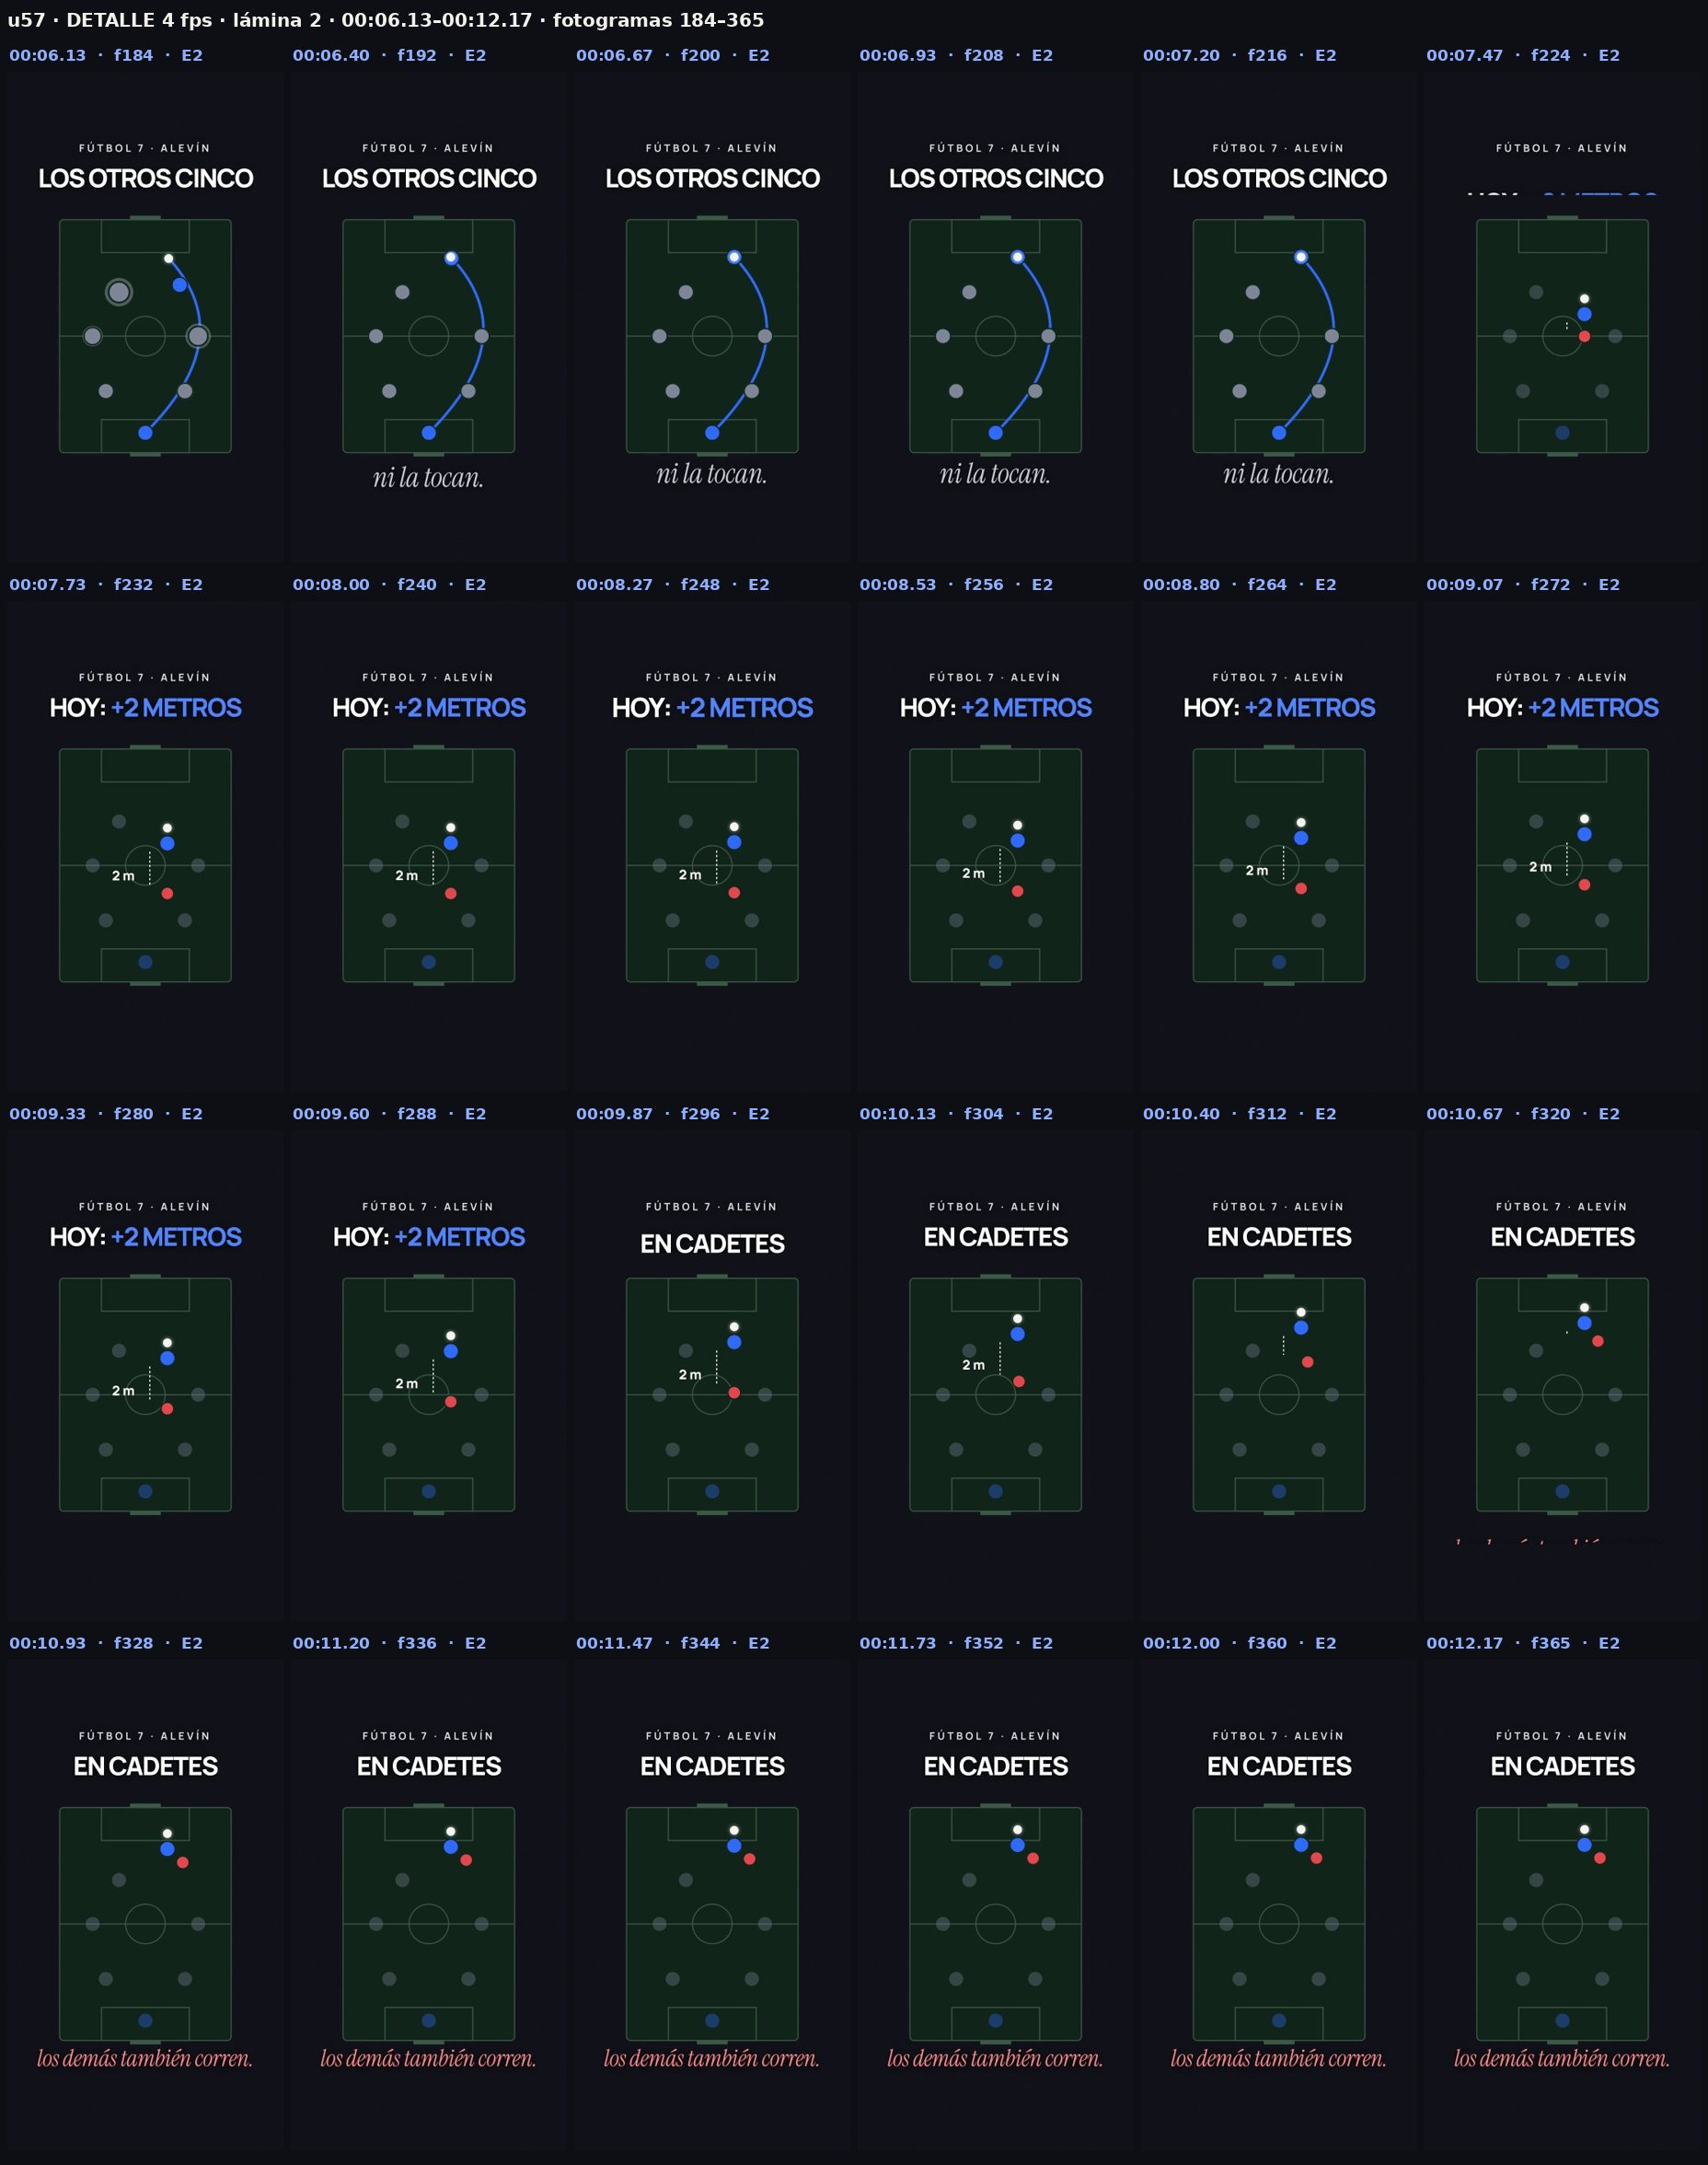 u57 · DETALLE 4 fps · lámina 2 · 00:06.13–00:12.17 · fotogramas 184–365
00:06.13 · f184 · E2
FÚTBOL 7 · ALEVÍN
LOS OTROS CINCO
00:06.40 · f192 · E2
FÚTBOL 7 · ALEVÍN
LOS OTROS CINCO
ni la tocan.
00:06.67 · f200 · E2
FÚTBOL 7 · ALEVÍN
LOS OTROS CINCO
ni la tocan.
00:06.93 · f208 · E2
FÚTBOL 7 · ALEVÍN
LOS OTROS CINCO
ni la tocan.
00:07.20 · f216 · E2
FÚTBOL 7 · ALEVÍN
LOS OTROS CINCO
ni la tocan.
00:07.47 · f224 · E2
FÚTBOL 7 · ALEVÍN
00:07.73 · f232 · E2
FÚTBOL 7 · ALEVÍN
HOY: +2 METROS
2 m
00:08.00 · f240 · E2
FÚTBOL 7 · ALEVÍN
HOY: +2 METROS
2 m
00:08.27 · f248 · E2
FÚTBOL 7 · ALEVÍN
HOY: +2 METROS
2 m
00:08.53 · f256 · E2
FÚTBOL 7 · ALEVÍN
HOY: +2 METROS
2 m
00:08.80 · f264 · E2
FÚTBOL 7 · ALEVÍN
HOY: +2 METROS
2 m
00:09.07 · f272 · E2
FÚTBOL 7 · ALEVÍN
HOY: +2 METROS
2 m
00:09.33 · f280 · E2
FÚTBOL 7 · ALEVÍN
HOY: +2 METROS
2 m
00:09.60 · f288 · E2
FÚTBOL 7 · ALEVÍN
HOY: +2 METROS
2 m
00:09.87 · f296 · E2
FÚTBOL 7 · ALEVÍN
EN CADETES
2 m
00:10.13 · f304 · E2
FÚTBOL 7 · ALEVÍN
EN CADETES
2 m
00:10.40 · f312 · E2
FÚTBOL 7 · ALEVÍN
EN CADETES
00:10.67 · f320 · E2
FÚTBOL 7 · ALEVÍN
EN CADETES
00:10.93 · f328 · E2
FÚTBOL 7 · ALEVÍN
EN CADETES
los demás también corren.
00:11.20 · f336 · E2
FÚTBOL 7 · ALEVÍN
EN CADETES
los demás también corren.
00:11.47 · f344 · E2
FÚTBOL 7 · ALEVÍN
EN CADETES
los demás también corren.
00:11.73 · f352 · E2
FÚTBOL 7 · ALEVÍN
EN CADETES
los demás también corren.
00:12.00 · f360 · E2
FÚTBOL 7 · ALEVÍN
EN CADETES
los demás también corren.
00:12.17 · f365 · E2
FÚTBOL 7 · ALEVÍN
EN CADETES
los demás también corren.